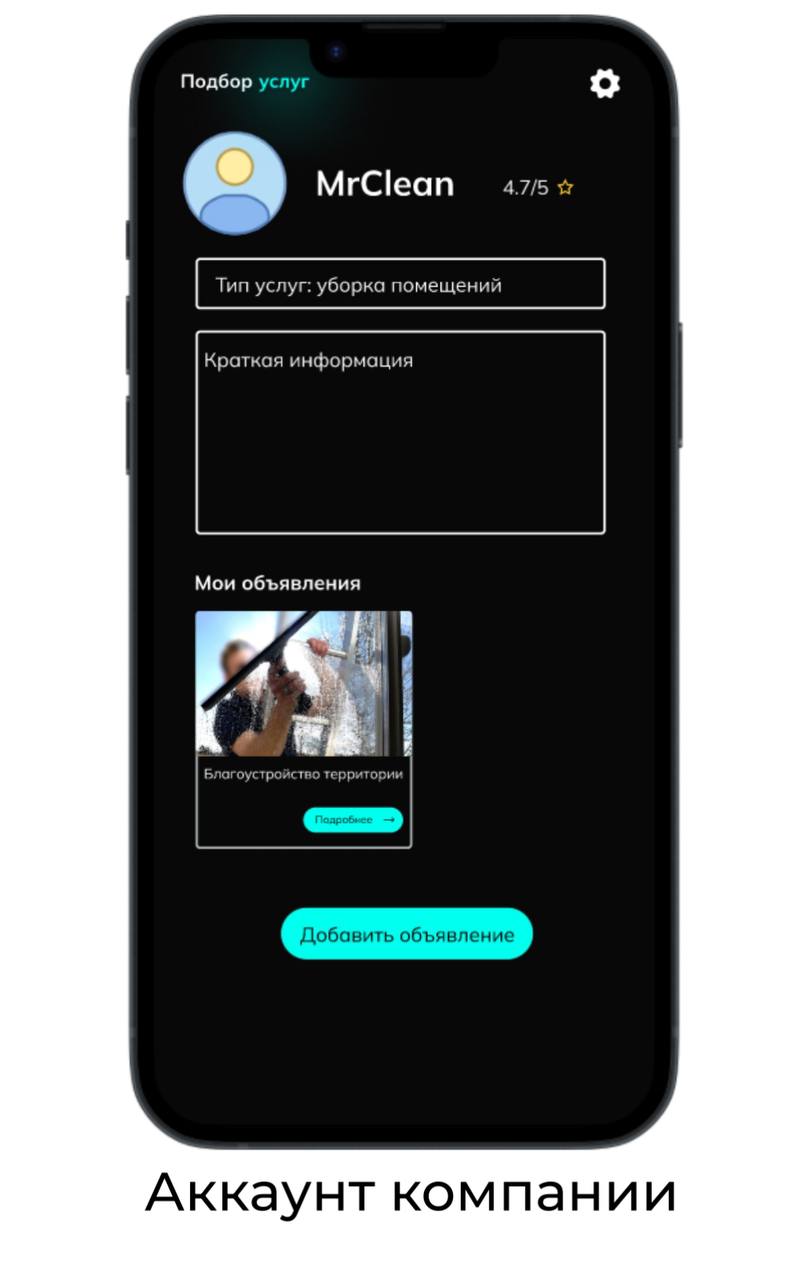 Подбор услуг
MrClean
4.7/5
Тип услуг: уборка помещений
Краткая информация
Мои объявления
Благоустройство территории
Подробнее →
Добавить объявление
Аккаунт компании